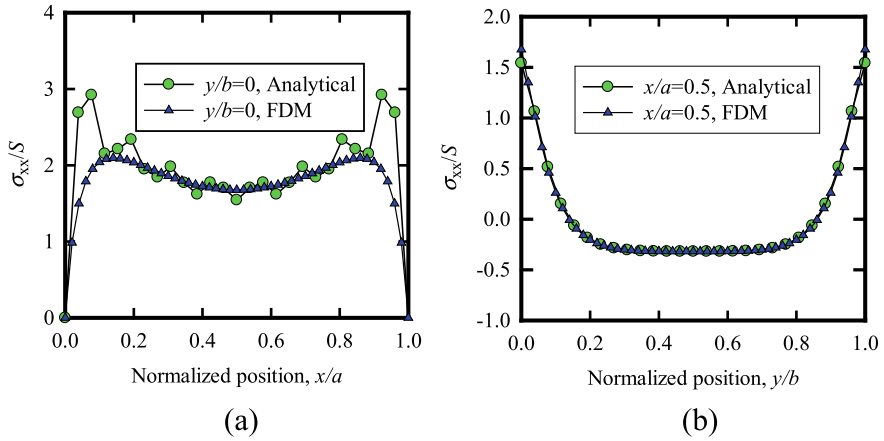 4
3
2
1
0
σxx/S
y/b=0, Analytical
y/b=0, FDM
0.0 0.2 0.4 0.6 0.8 1.0
Normalized position, x/a
(a)
2.0
1.5
1.0
0.5
0.0
-0.5
-1.0
σxx/S
x/a=0.5, Analytical
x/a=0.5, FDM
0.0 0.2 0.4 0.6 0.8 1.0
Normalized position, y/b
(b)